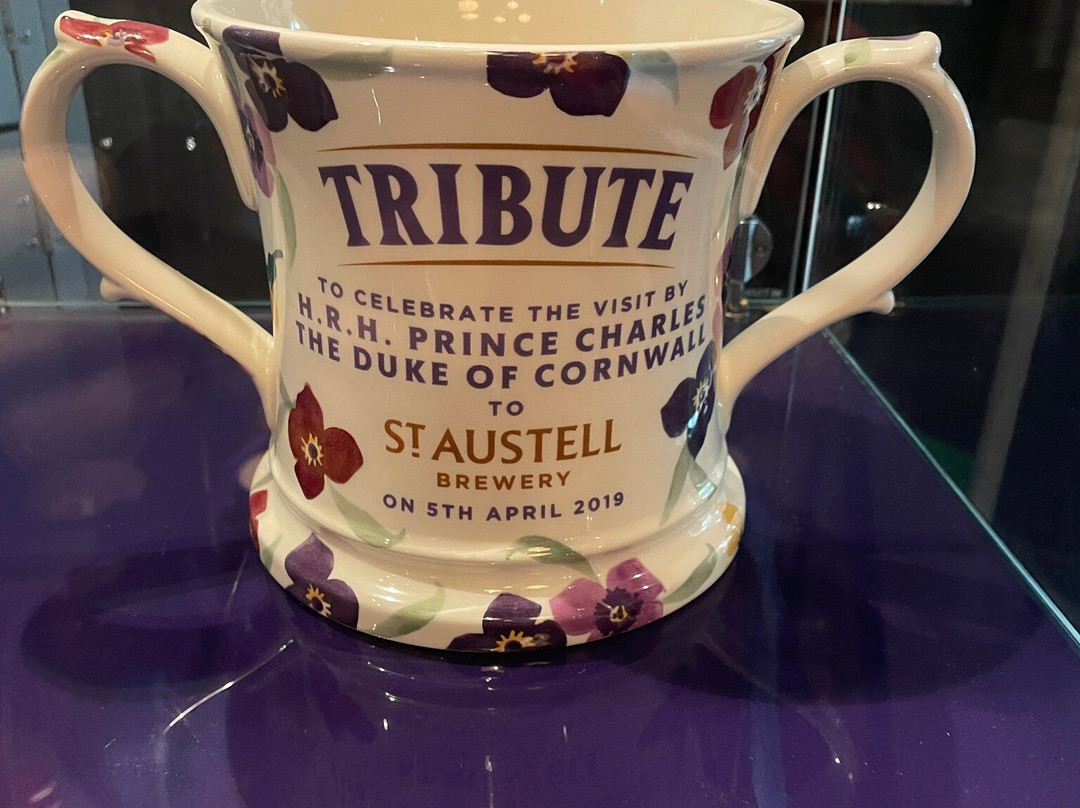 TRIBUTE
TO CELEBRATE THE VISIT BY
H.R.H. PRINCE CHARLES
THE DUKE OF CORNWALL
TO
ST AUSTELL
BREWERY
ON 5TH APRIL 2019